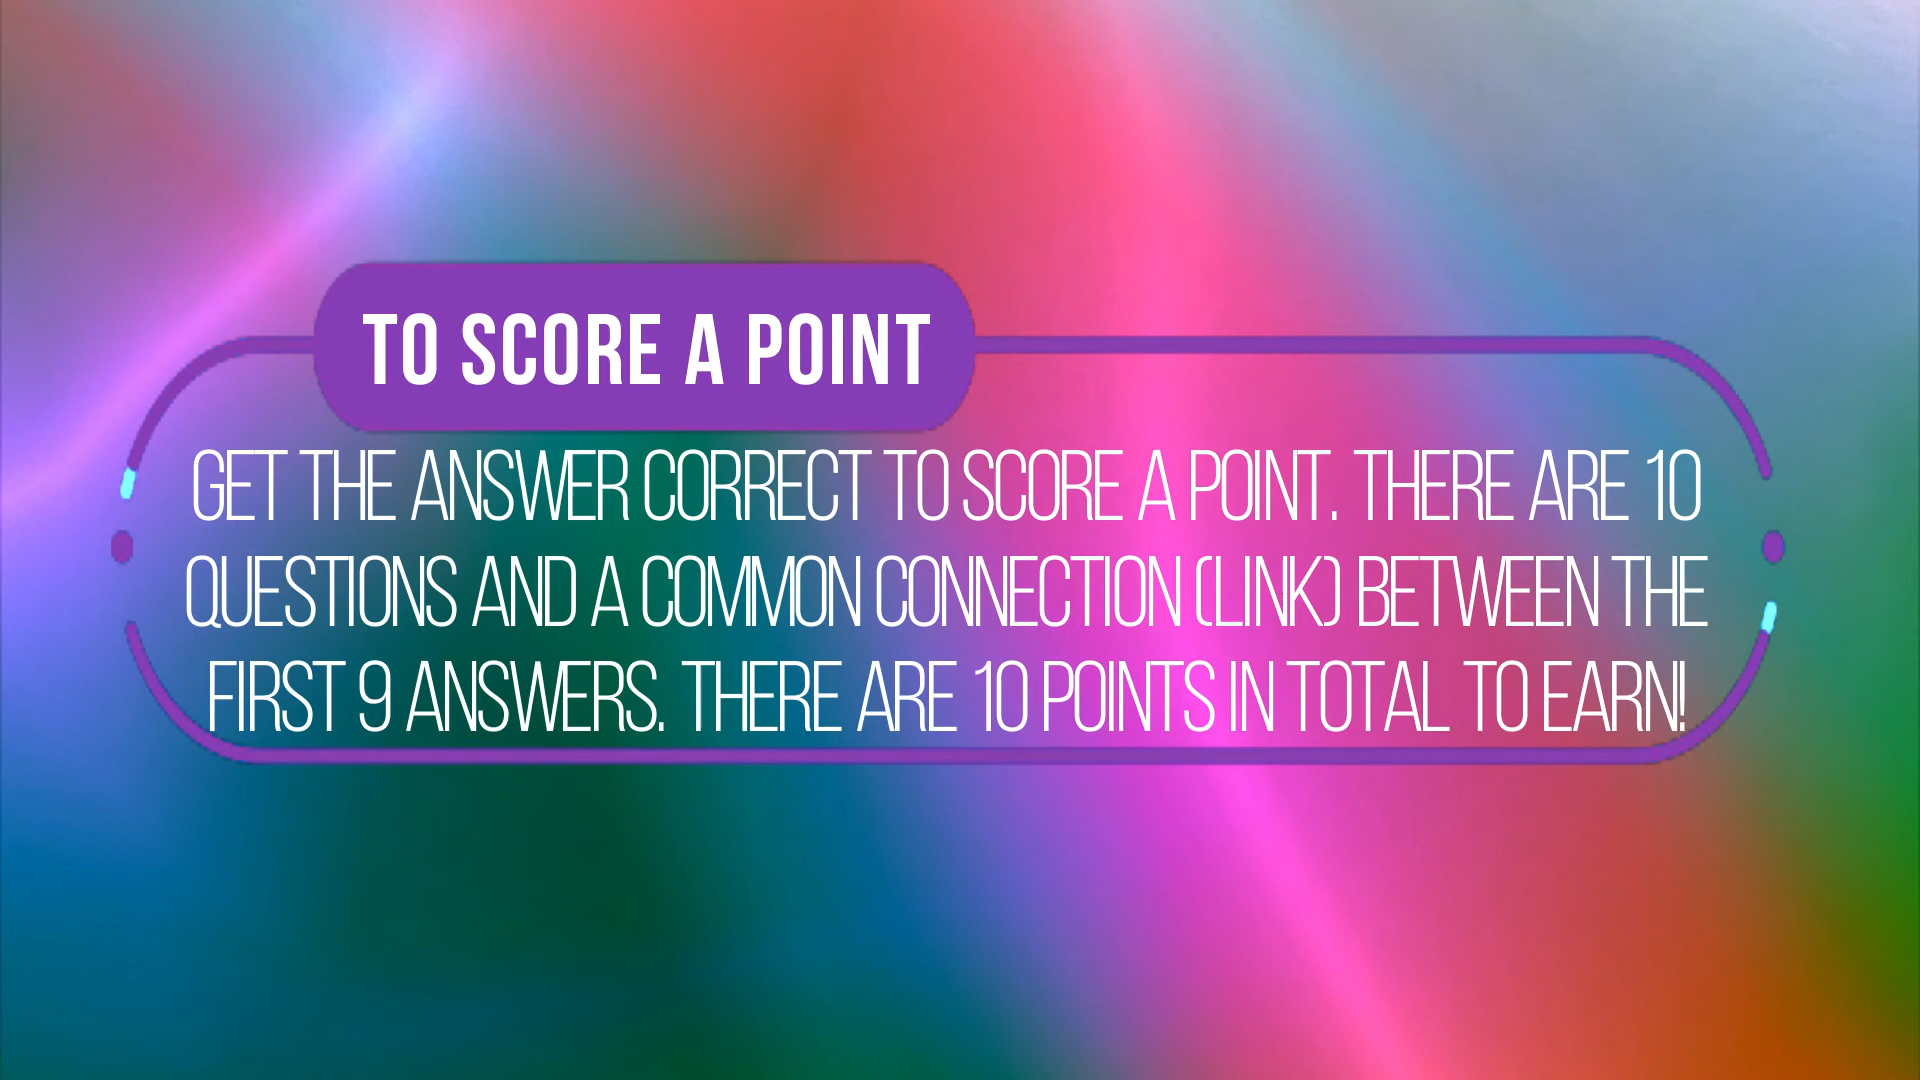 TO SCORE A POINT
GET THE ANSWER CORRECT TO SCORE A POINT. THERE ARE 10
QUESTIONS AND A COMMON CONNECTION (LINK) BETWEEN THE
FIRST 9 ANSWERS. THERE ARE 10 POINTS IN TOTAL TO EARN!